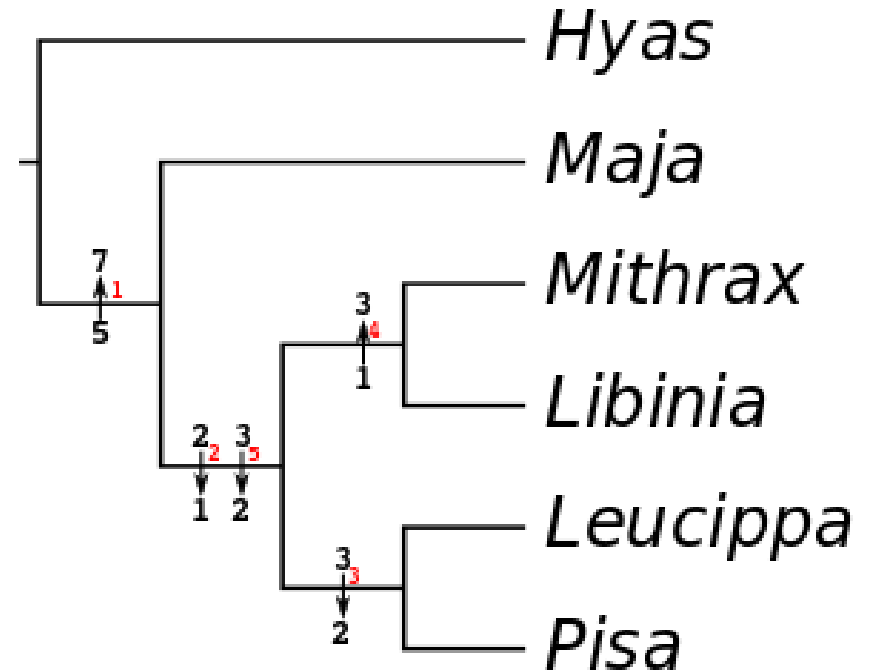 Hyas
Maja
7
1
5
Mithrax
3
4
1
Libinia
2 3
2 5
1 2
Leucippa
3
3
2
Pisa